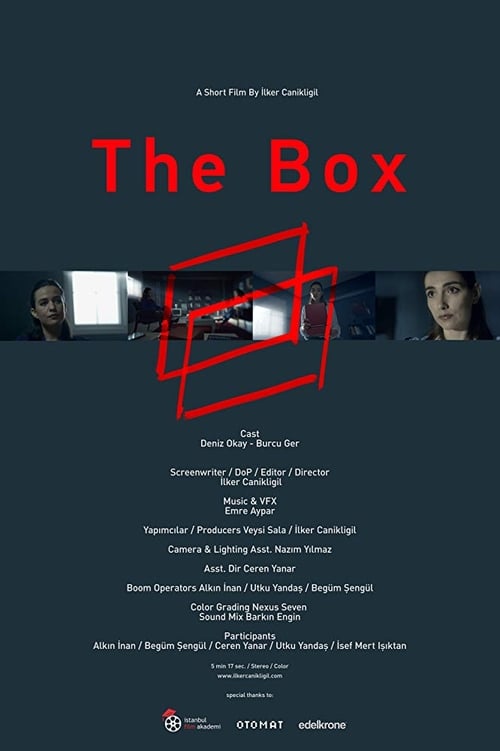 A Short Film By İlker Canikligil
The Box
Cast
Deniz Okay - Burcu Ger
Screenwriter / DoP / Editor / Director
İlker Canikligil
Music & VFX
Emre Aypar
Yapımcılar / Producers Veysi Sala / İlker Canikligil
Camera & Lighting Asst. Nazım Yılmaz
Asst. Dir Ceren Yanar
Boom Operators Alkın İnan / Utku Yandaş / Begüm Şengül
Color Grading Nexus Seven
Sound Mix Barkın Engin
Participants
Alkın İnan / Begüm Şengül / Ceren Yanar / Utku Yandaş / İsef Mert Işıktan
5 min 17 sec. / Stereo / Color
www.ilkercanikligil.com
special thanks to:
istanbul
film akademi
OTOMAT
edelkrone